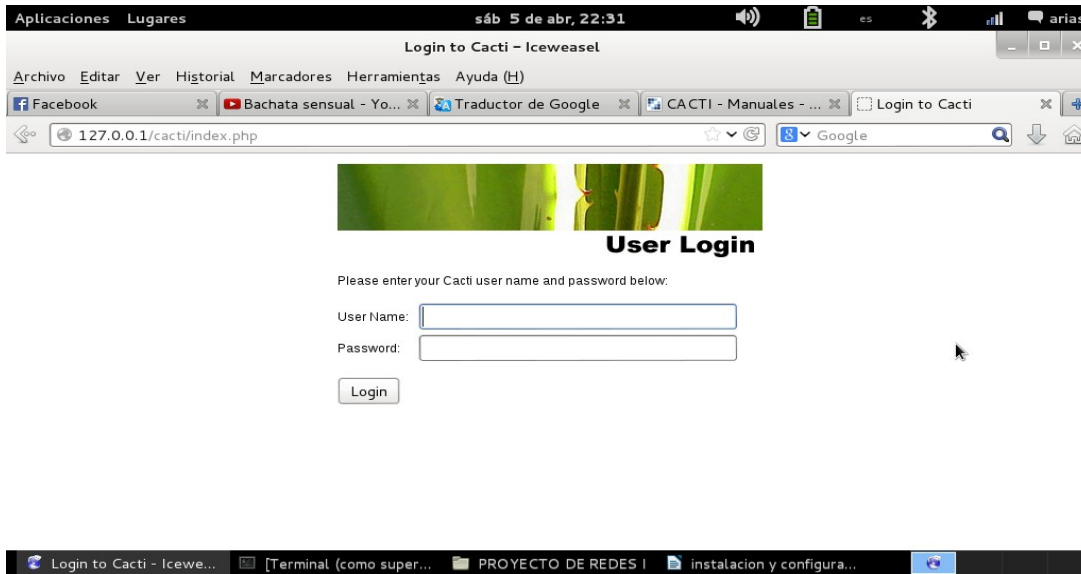 Aplicaciones Lugares sáb 5 de abr, 22:31 es arias
Login to Cacti – Iceweasel
Archivo Editar Ver Historial Marcadores Herramientas Ayuda (H)
Facebook Bachata sensual - Yo... Traductor de Google CACTI - Manuales - ... Login to Cacti
127.0.0.1/cacti/index.php Google
User Login
Please enter your Cacti user name and password below:
User Name:
Password:
Login
Login to Cacti - Icewe... [Terminal (como super... PROYECTO DE REDES I instalacion y configura...